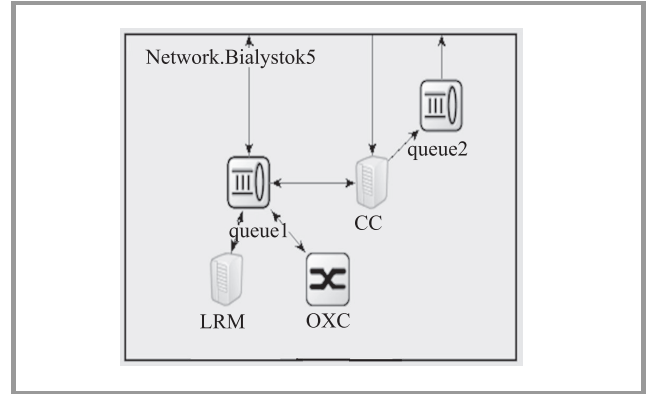 Network.Bialystok5
queue2
queue1
CC
LRM
OXC